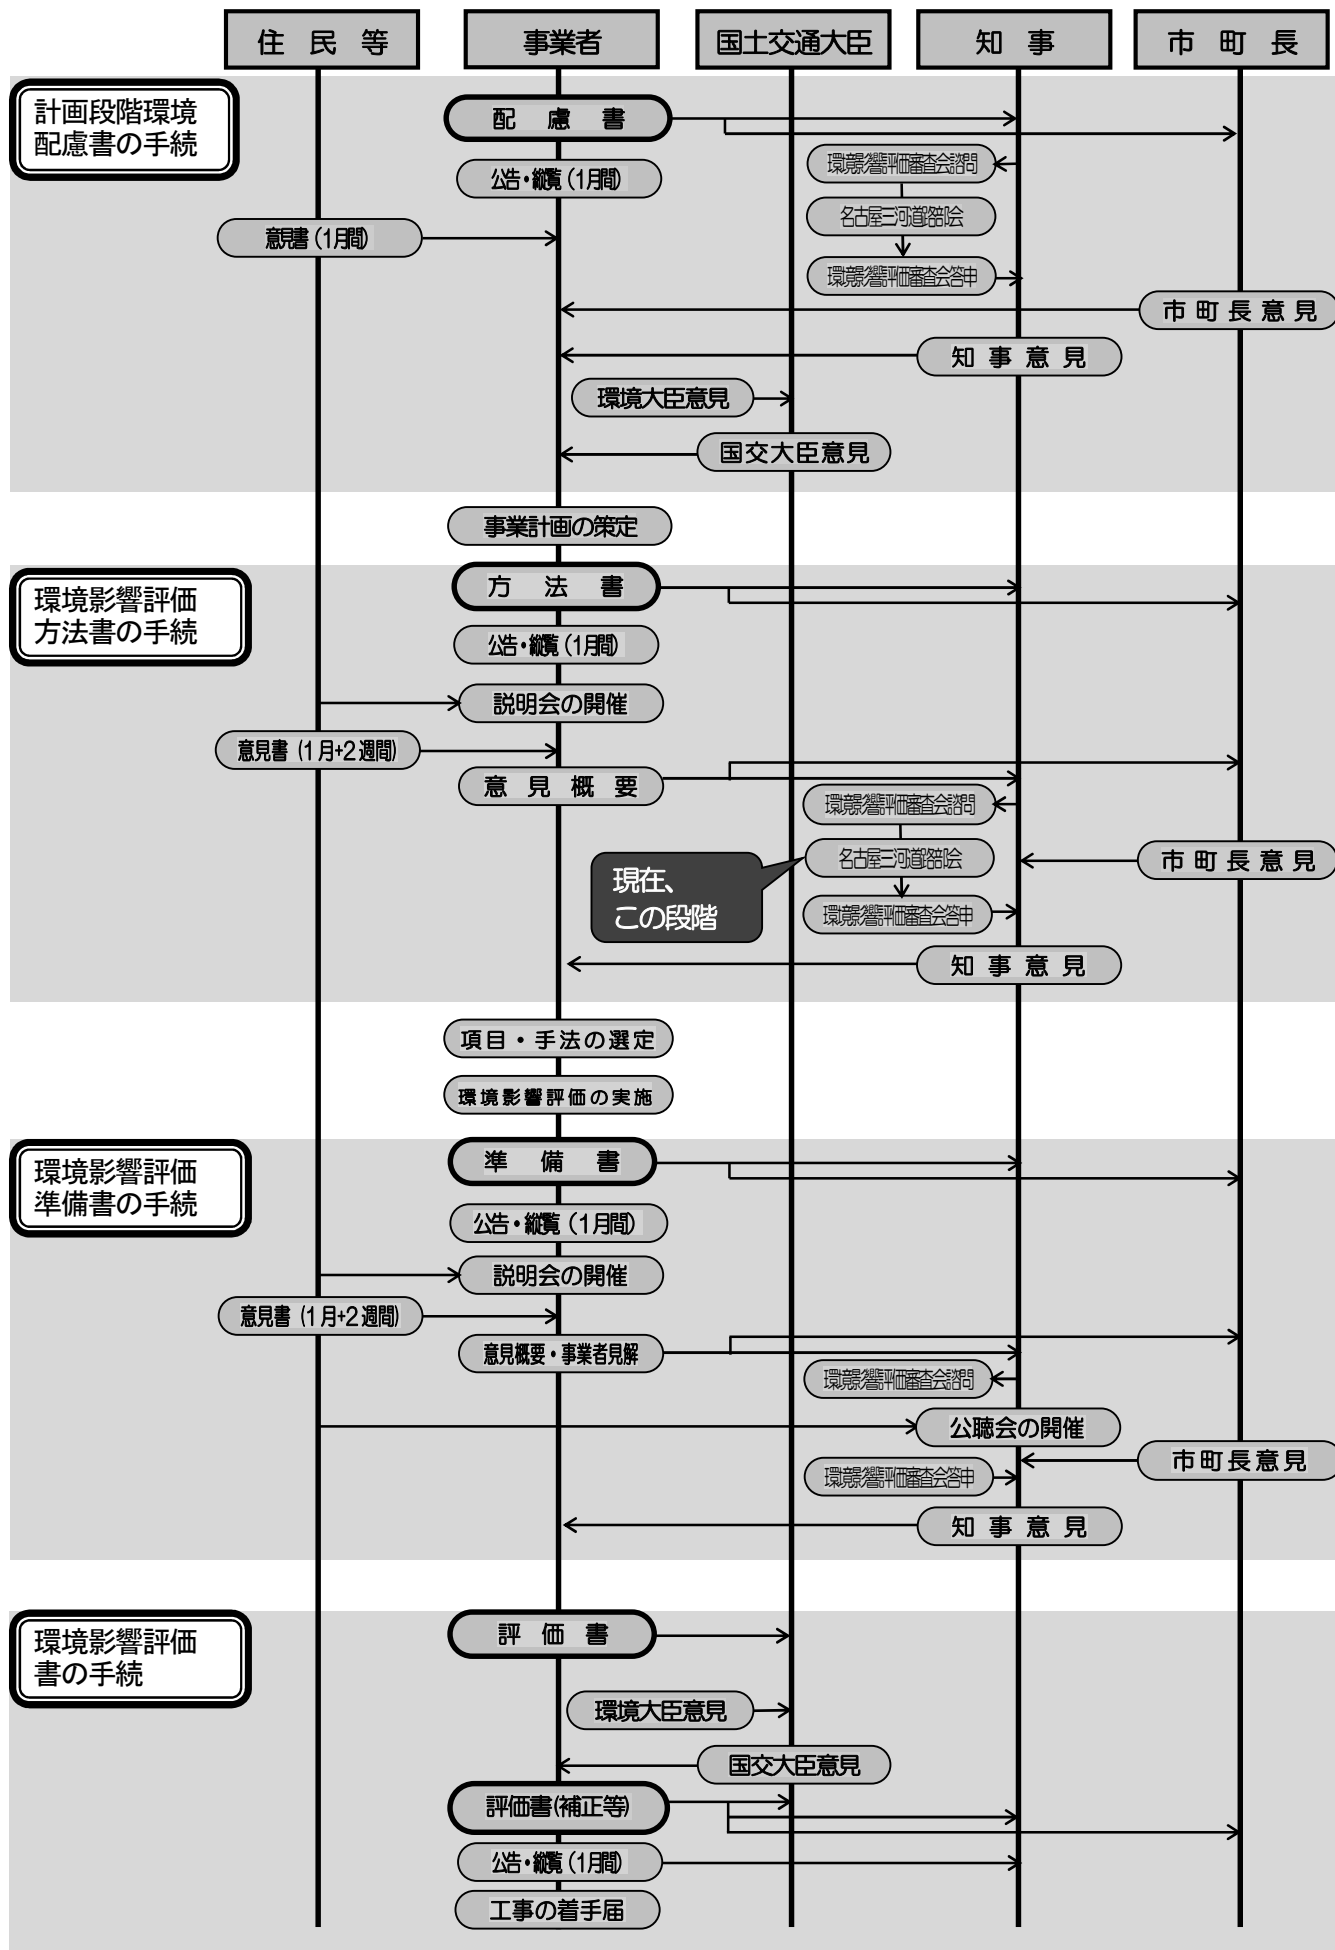 住　民　等
事業者
国土交通大臣
知　事
市　町　長
計画段階環境
配慮書の手続
配　慮　書
公告・縦覧（1月間）
環境影響評価審査会諮問
名古屋三河道路部会
意見書（1月間）
環境影響評価審査会答申
市 町 長 意 見
知 事 意 見
環境大臣意見
国交大臣意見
事業計画の策定
環境影響評価
方法書の手続
方　法　書
公告・縦覧（1月間）
説明会の開催
意見書（1月+2週間）
意 見 概 要
環境影響評価審査会諮問
名古屋三河道路部会
市 町 長 意 見
現在、
この段階
環境影響評価審査会答申
知 事 意 見
項目・手法の選定
環境影響評価の実施
環境影響評価
準備書の手続
準　備　書
公告・縦覧（1月間）
説明会の開催
意見書（1月+2週間）
意見概要・事業者見解
環境影響評価審査会諮問
公聴会の開催
市町長意見
環境影響評価審査会答申
知 事 意 見
環境影響評価
書の手続
評　価　書
環境大臣意見
国交大臣意見
評価書(補正等)
公告・縦覧（1月間）
工事の着手届